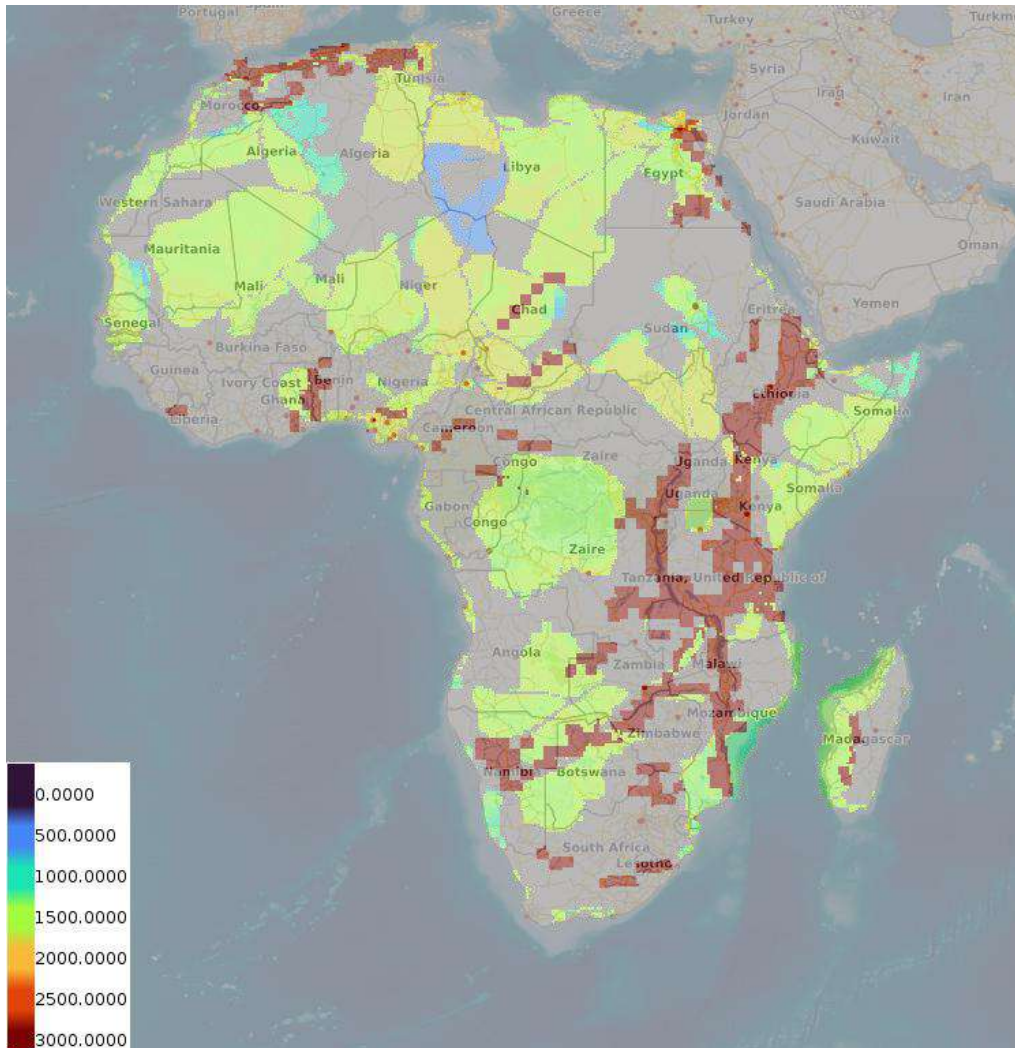 Portugal
Spain
Greece
Turkey
Turkm
Syria
Iraq
Iran
Tunisia
Jordan
Morocco
Kuwait
Algeria
Algeria
Libya
Egypt
Western Sahara
Saudi Arabia
Oman
Mauritania
Mali
Mali
Niger
Chad
Yemen
Eritrea
Senegal
Sudan
Burkina Faso
Guinea
Benin
Nigeria
Ivory Coast
Ghana
Ethiopia
Somalia
Liberia
Central African Republic
Cameroon
Congo
Zaire
Uganda
Kenya
Uganda
Somalia
Gabon
Kenya
Congo
Zaire
Tanzania, United Republic of
Angola
Zambia
Malawi
Mozambique
Zimbabwe
Madagascar
Namibia
Botswana
0.0000
500.0000
South Africa
Lesotho
1000.0000
1500.0000
2000.0000
2500.0000
3000.0000